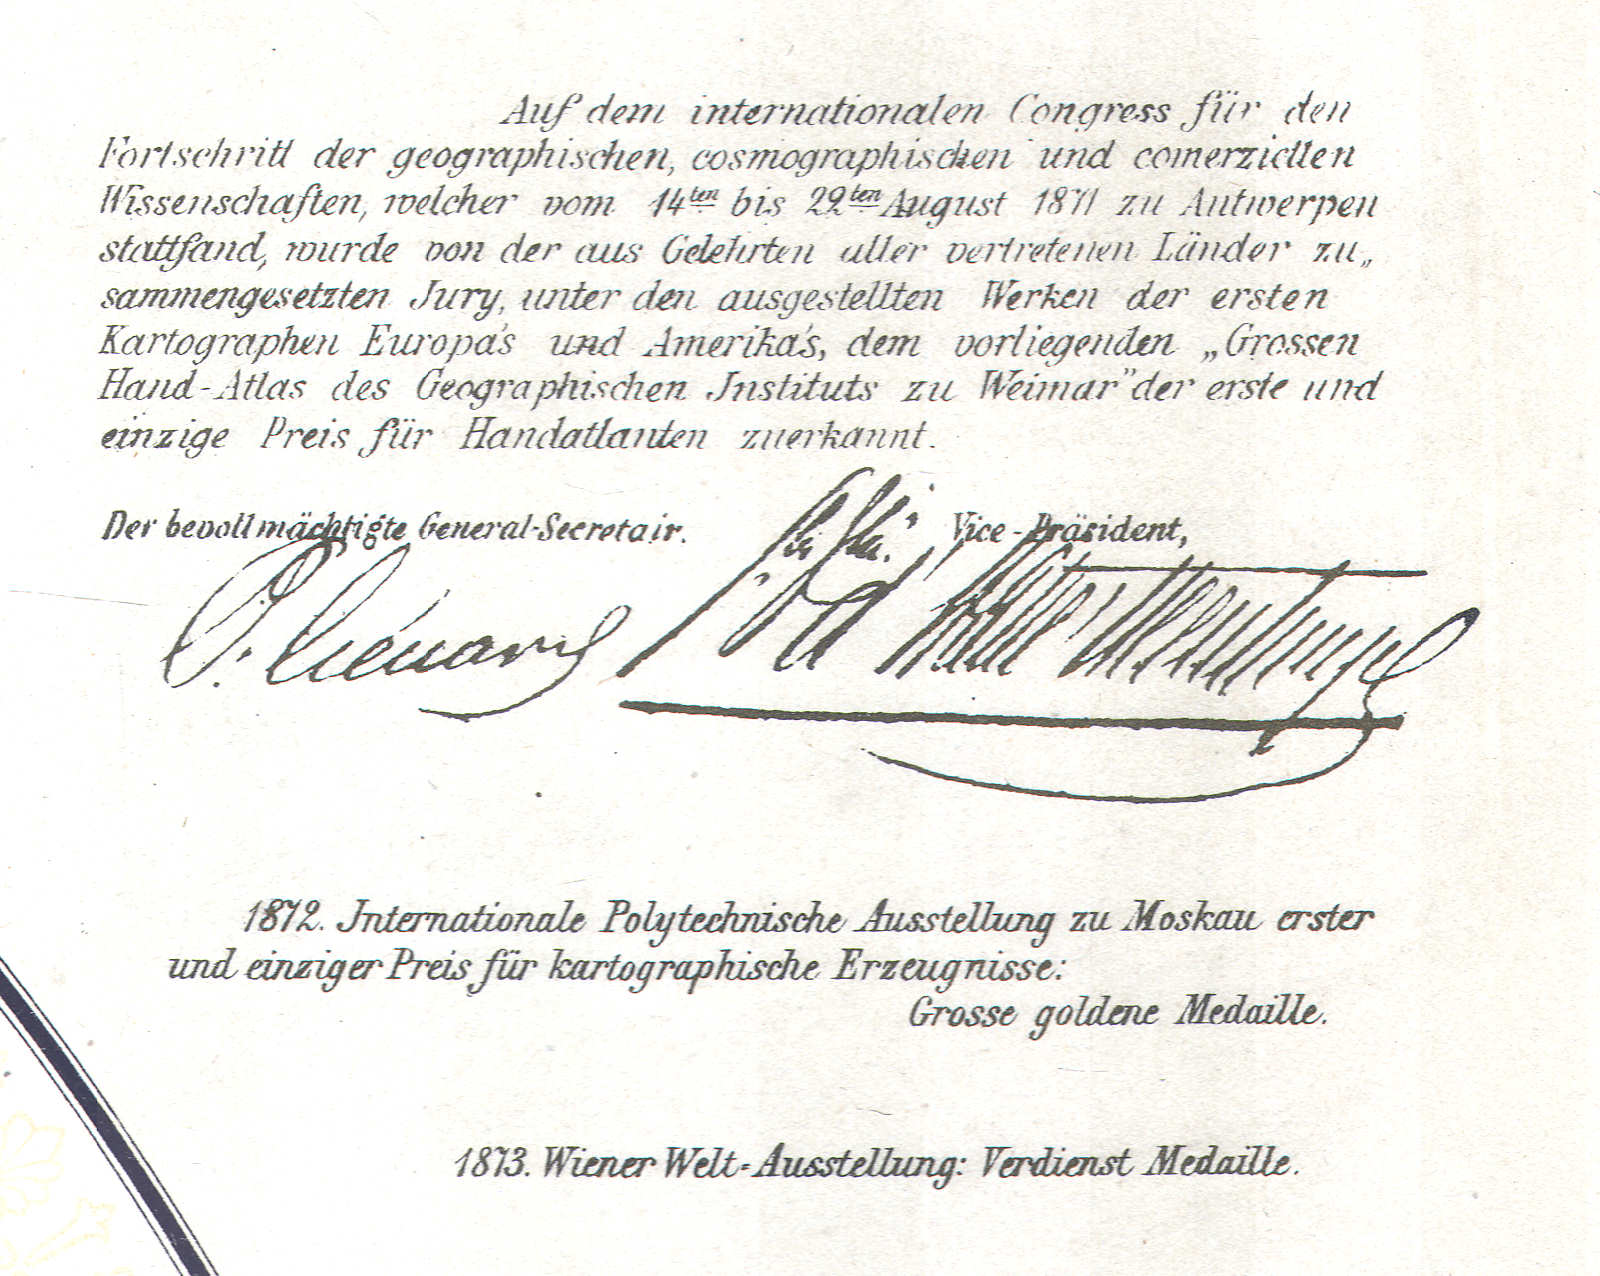 Auf dem internationalen Congress für den
Fortschritt der geographischen, cosmographischen und comerziellen
Wissenschaften, welcher vom 14ten bis 22ten August 1871 zu Antwerpen
stattfand, wurde von der aus Gelehrten aller vertretenen Länder zu„
sammengesetzten Jury, unter den ausgestellten Werken der ersten
Kartographen Europa's und Amerika's, dem vorliegenden „Grossen
Hand-Atlas des Geographischen Instituts zu Weimar" der erste und
einzige Preis für Handatlanten zuerkannt.
Der bevollmächtigte General-Secretair. Vice-Präsident,
1872. Internationale Polytechnische Ausstellung zu Moskau erster
und einziger Preis für kartographische Erzeugnisse:
Grosse goldene Medaille.
1873. Wiener Welt-Ausstellung: Verdienst Medaille.